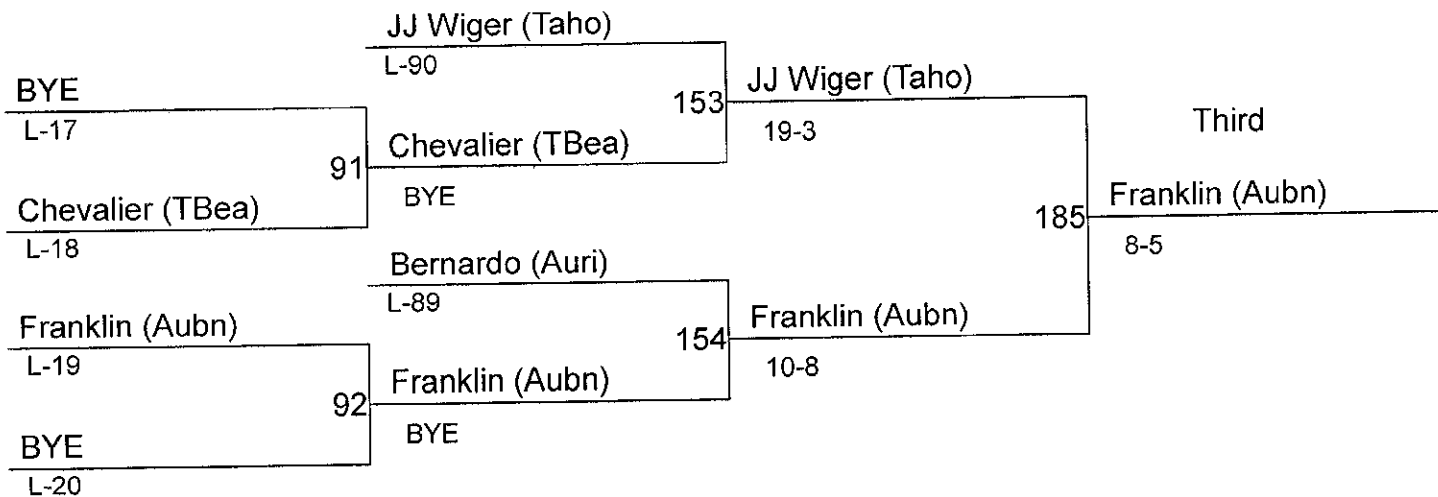 JJ Wiger (Taho)
L-90
BYE
L-17
153
JJ Wiger (Taho)
19-3
Third
91
Chevalier (TBea)
BYE
Chevalier (TBea)
L-18
185
Franklin (Aubn)
8-5
Bernardo (Auri)
L-89
Franklin (Aubn)
L-19
154
Franklin (Aubn)
10-8
92
Franklin (Aubn)
BYE
BYE
L-20